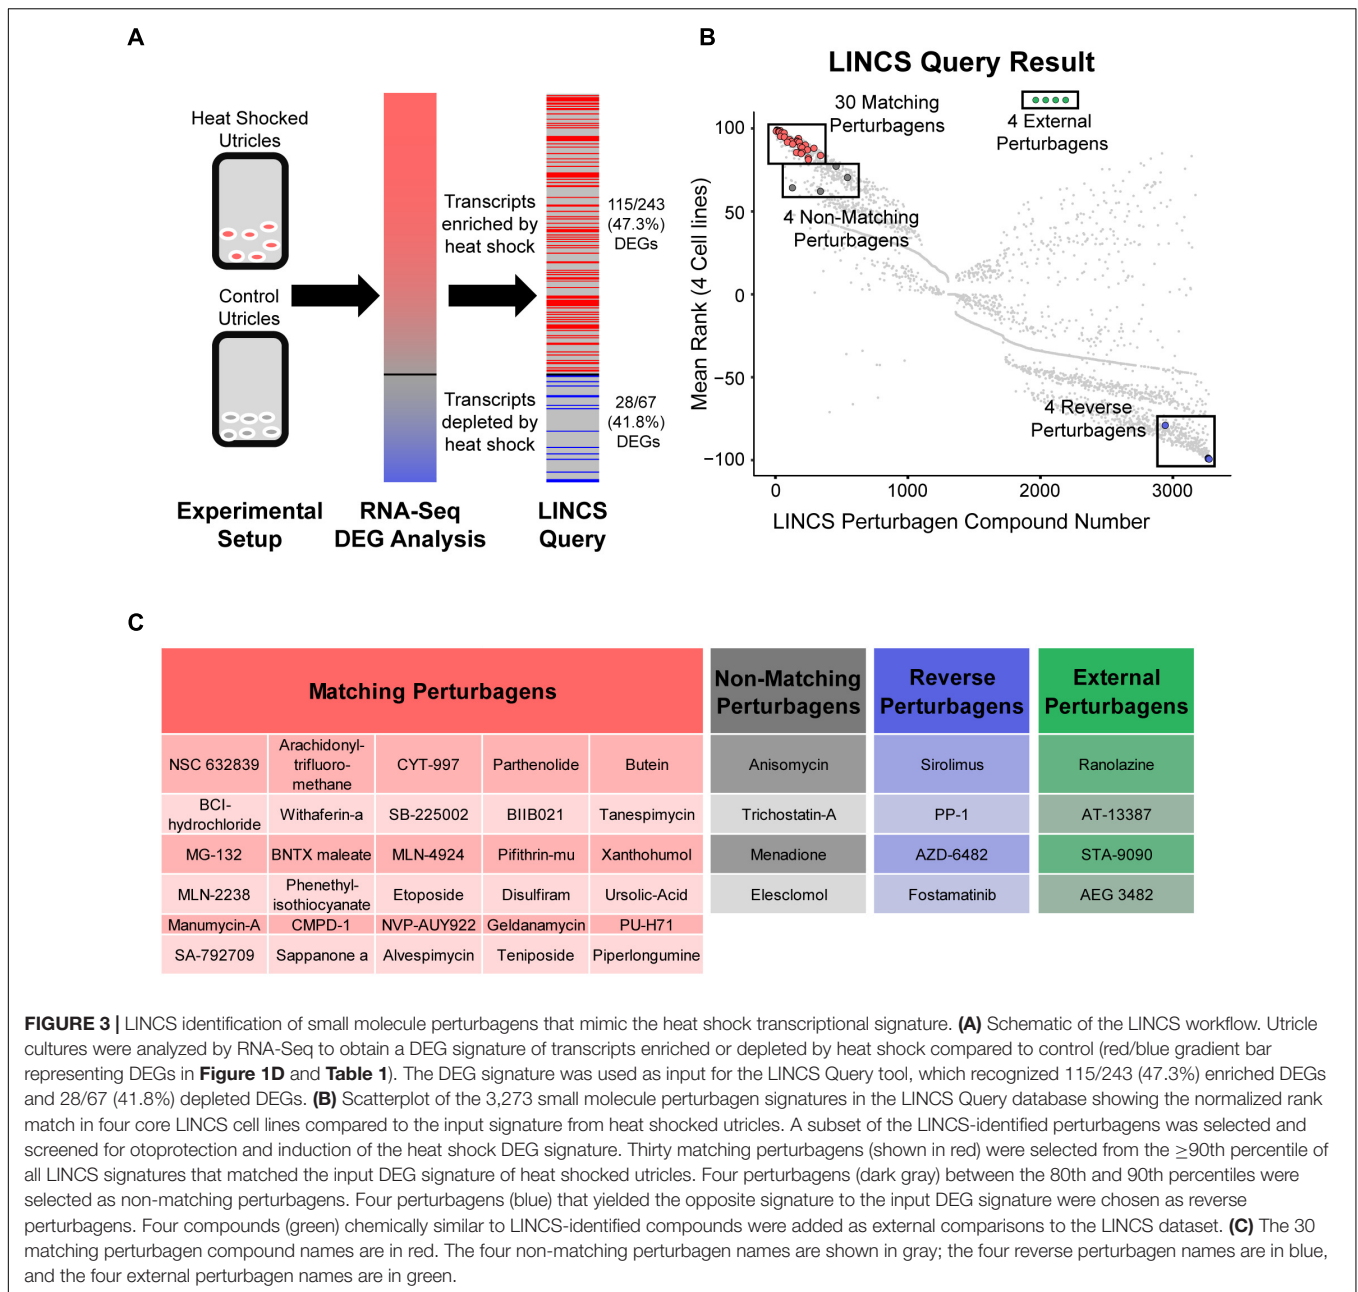 A
Heat Shocked
Utricles
Control
Utricles
Transcripts
enriched by
heat shock
Transcripts
depleted by
heat shock
115/243
(47.3%)
DEGs
28/67
(41.8%)
DEGs
Experimental
Setup
RNA-Seq
DEG Analysis
LINCS
Query
B
LINCS Query Result
30 Matching
Perturbagens
4 External
Perturbagens
4 Non-Matching
Perturbagens
4 Reverse
Perturbagens
Mean Rank (4 Cell lines)
100
50
0
−50
−100
0 1000 2000 3000
LINCS Perturbagen Compound Number
C
Matching Perturbagens
Non-Matching
Perturbagens
Reverse
Perturbagens
External
Perturbagens
NSC 632839
Arachidonyl-
trifluoro-
methane
CYT-997
Parthenolide
Butein
Anisomycin
Sirolimus
Ranolazine
BCI-
hydrochloride
Withaferin-a
SB-225002
BIIB021
Tanespimycin
Trichostatin-A
PP-1
AT-13387
MG-132
BNTX maleate
MLN-4924
Pifithrin-mu
Xanthohumol
Menadione
AZD-6482
STA-9090
MLN-2238
Phenethyl-
isothiocyanate
Etoposide
Disulfiram
Ursolic-Acid
Elesclomol
Fostamatinib
AEG 3482
Manumycin-A
CMPD-1
NVP-AUY922
Geldanamycin
PU-H71
SA-792709
Sappanone a
Alvespimycin
Teniposide
Piperlongumine
FIGURE 3 | LINCS identification of small molecule perturbagens that mimic the heat shock transcriptional signature. (A) Schematic of the LINCS workflow. Utricle
cultures were analyzed by RNA-Seq to obtain a DEG signature of transcripts enriched or depleted by heat shock compared to control (red/blue gradient bar
representing DEGs in Figure 1D and Table 1). The DEG signature was used as input for the LINCS Query tool, which recognized 115/243 (47.3%) enriched DEGs
and 28/67 (41.8%) depleted DEGs. (B) Scatterplot of the 3,273 small molecule perturbagen signatures in the LINCS Query database showing the normalized rank
match in four core LINCS cell lines compared to the input signature from heat shocked utricles. A subset of the LINCS-identified perturbagens was selected and
screened for otoprotection and induction of the heat shock DEG signature. Thirty matching perturbagens (shown in red) were selected from the ≥90th percentile of
all LINCS signatures that matched the input DEG signature of heat shocked utricles. Four perturbagens (dark gray) between the 80th and 90th percentiles were
selected as non-matching perturbagens. Four perturbagens (blue) that yielded the opposite signature to the input DEG signature were chosen as reverse
perturbagens. Four compounds (green) chemically similar to LINCS-identified compounds were added as external comparisons to the LINCS dataset. (C) The 30
matching perturbagen compound names are in red. The four non-matching perturbagen names are shown in gray; the four reverse perturbagen names are in blue,
and the four external perturbagen names are in green.